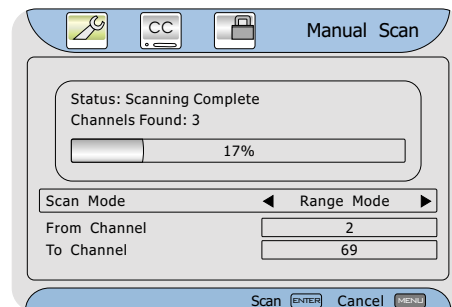 CC Manual Scan
Status: Scanning Complete
Channels Found: 3
17%
Scan Mode Range Mode
From Channel 2
To Channel 69
Scan ENTER Cancel MENU